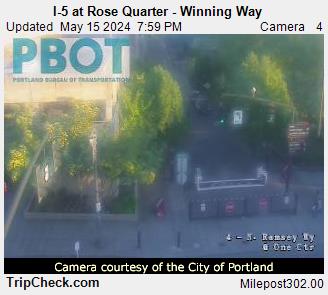 I-5 at Rose Quarter - Winning Way
Updated May 15 2024 7:59 PM Camera 4
PBOT
PORTLAND BUREAU OF TRANSPORTATION
4 - N. Ramsey Wy
@ One Ctr
Camera courtesy of the City of Portland
TripCheck.com Milepost302.00